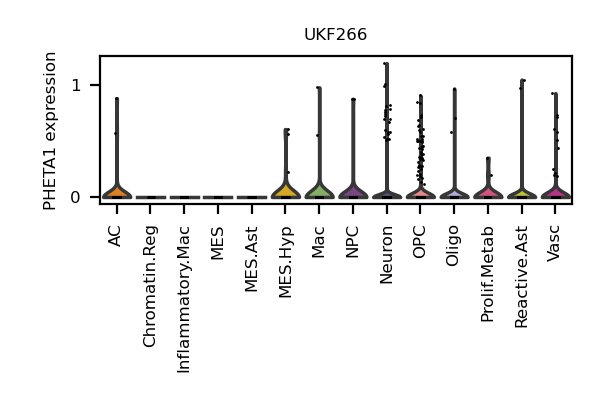 UKF266
PHETA1 expression
1
0
AC
Chromatin.Reg
Inflammatory.Mac
MES
MES.Ast
MES.Hyp
Mac
NPC
Neuron
OPC
Oligo
Prolif.Metab
Reactive.Ast
Vasc